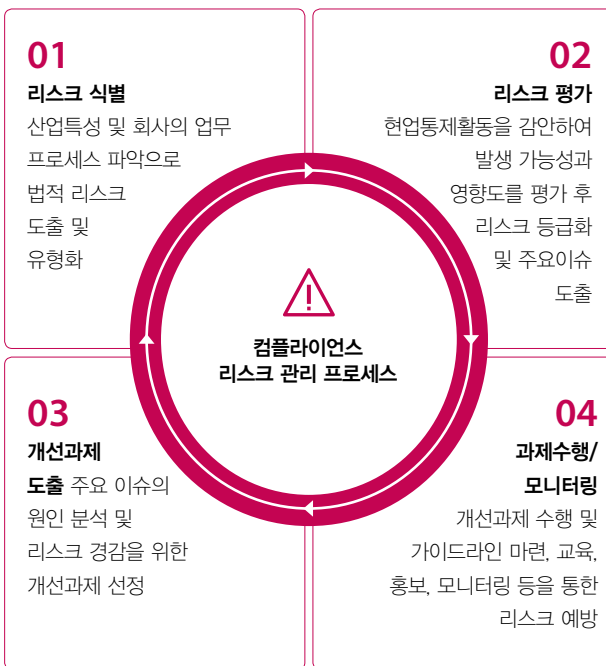 01
리스크 식별
산업특성 및 회사의 업무
프로세스 파악으로
법적 리스크
도출 및
유형화
02
리스크 평가
현업통제활동을 감안하여
발생 가능성과
영향도를 평가 후
리스크 등급화
및 주요이슈
도출
컴플라이언스
리스크 관리 프로세스
03
개선과제
도출 주요 이슈의
원인 분석 및
리스크 경감을 위한
개선과제 선정
04
과제수행/
모니터링
개선과제 수행 및
가이드라인 마련, 교육,
홍보, 모니터링 등을 통한
리스크 예방